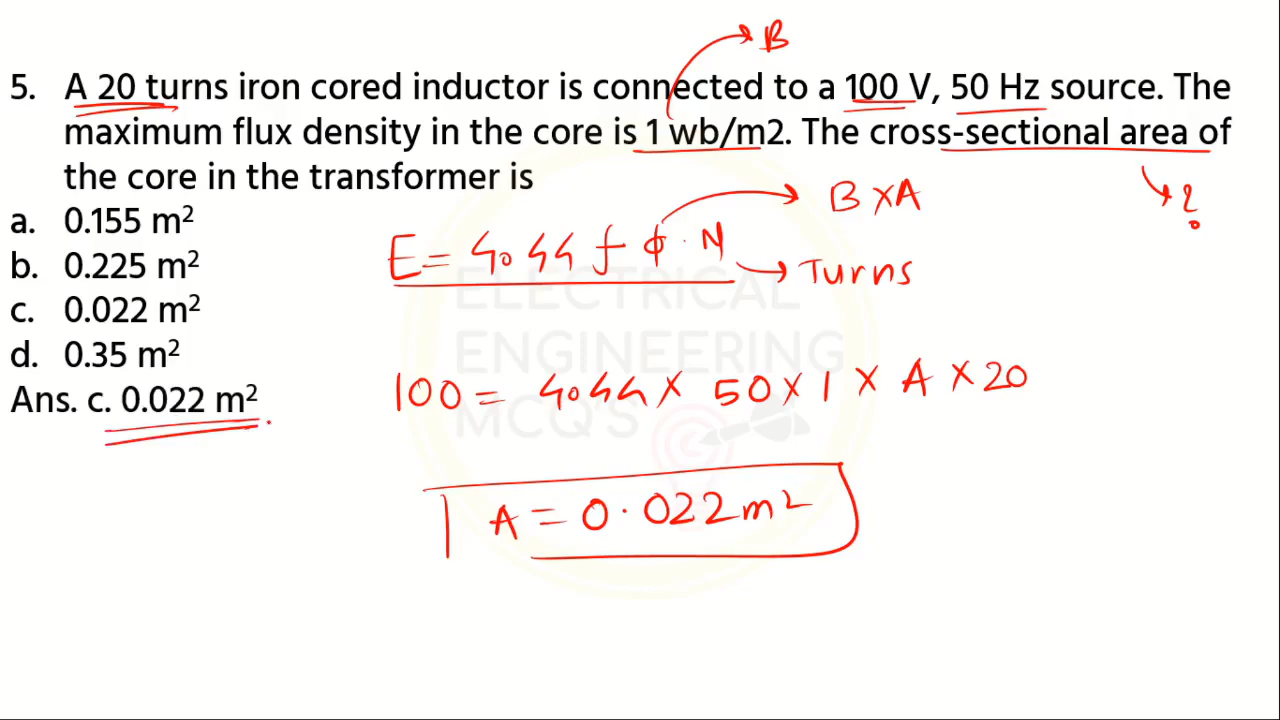 B
5. A 20 turns iron cored inductor is connected to a 100 V, 50 Hz source. The
maximum flux density in the core is 1 wb/m2. The cross-sectional area of
the core in the transformer is
?
B×A
a. 0.155 m²
E = 4.44 f ϕ . N
Turns
b. 0.225 m²
c. 0.022 m²
d. 0.35 m²
100 = 4.44 × 50 × 1 × A × 20
Ans. c. 0.022 m²
A = 0.022 m²
ELECTRICAL
ENGINEERING
MCQ'S